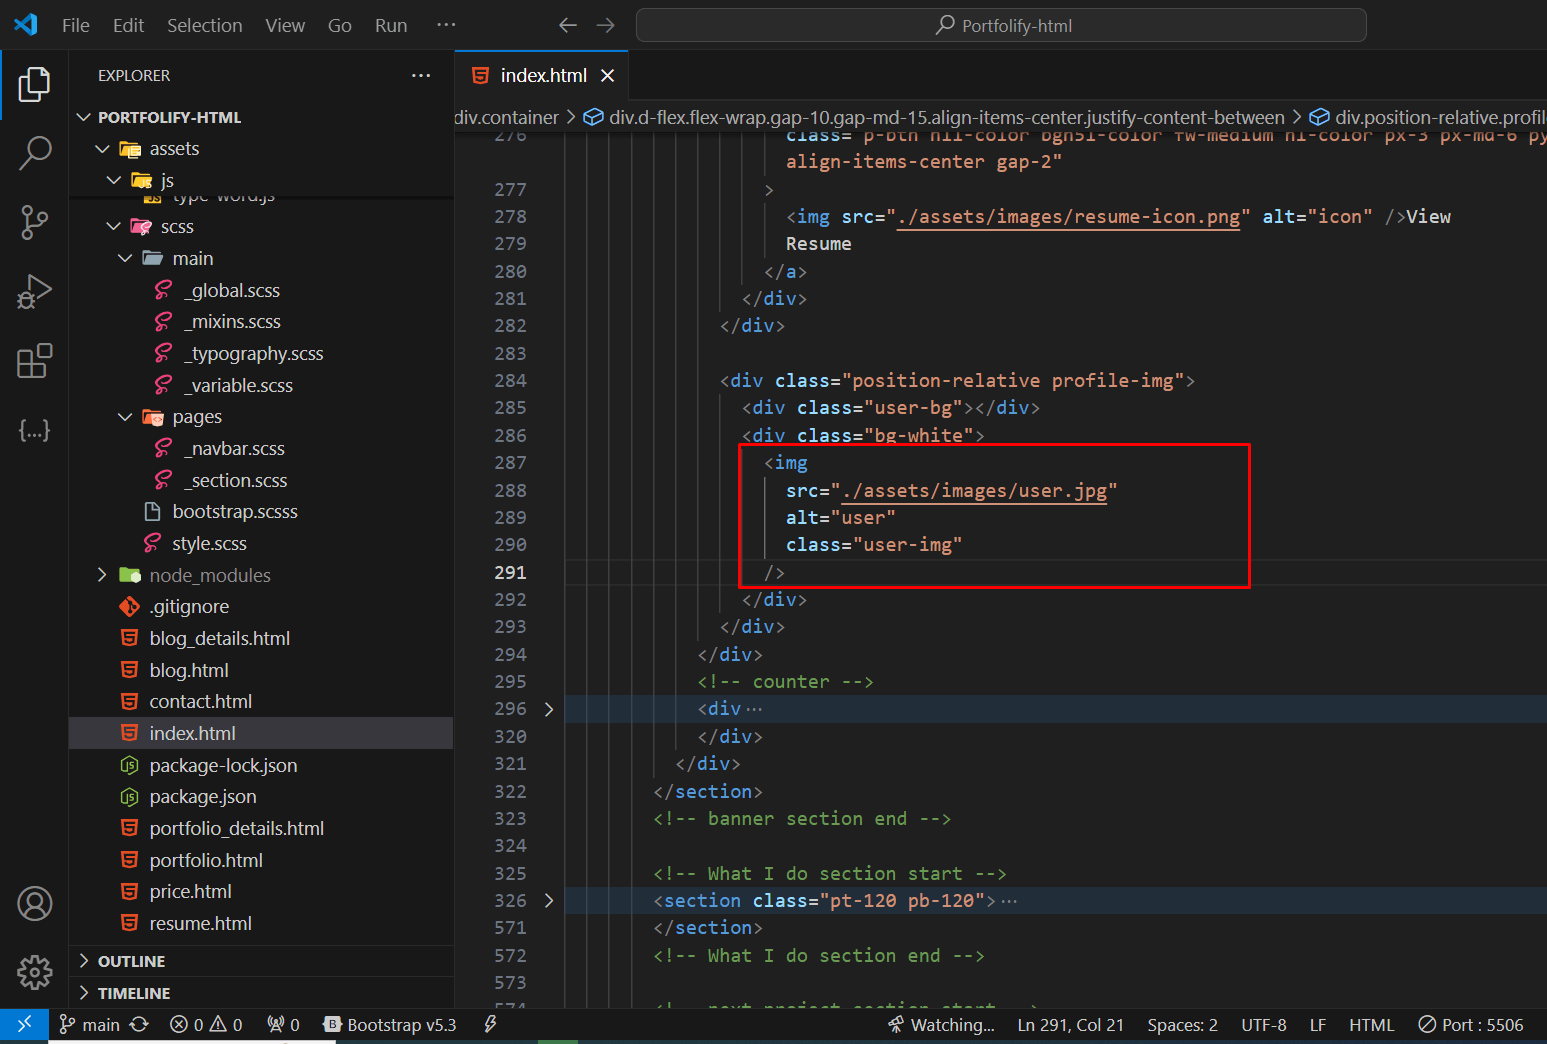 File Edit Selection View Go Run ··· ← → Portfolify-html
EXPLORER ···
PORTFOLIFY-HTML
assets
js
type-word.js
scss
main
_global.scss
_mixins.scss
_typography.scss
_variable.scss
pages
_navbar.scss
_section.scss
bootstrap.scsss
style.scss
node_modules
.gitignore
blog_details.html
blog.html
contact.html
index.html
package-lock.json
package.json
portfolio_details.html
portfolio.html
price.html
resume.html
OUTLINE
TIMELINE
index.html ×
div.container > div.d-flex.flex-wrap.gap-10.gap-md-15.align-items-center.justify-content-between > div.position-relative.profil
276 class="p-btn n11-color bgn5i-color fw-medium n1-color px-3 px-md-6 py
align-items-center gap-2"
277 >
278 <img src="./assets/images/resume-icon.png" alt="icon" />View
279 Resume
280 </a>
281 </div>
282 </div>
283
284 <div class="position-relative profile-img">
285 <div class="user-bg"></div>
286 <div class="bg-white">
287 <img
288 src="./assets/images/user.jpg"
289 alt="user"
290 class="user-img"
291 />
292 </div>
293 </div>
294 </div>
295 <!-- counter -->
296 <div···
320 </div>
321 </div>
322 </section>
323 <!-- banner section end -->
324
325 <!-- What I do section start -->
326 <section class="pt-120 pb-120">···
571 </section>
572 <!-- What I do section end -->
573
574 <!-- next project section start -->
main 0 0 0 Bootstrap v5.3 Watching... Ln 291, Col 21 Spaces: 2 UTF-8 LF HTML Port : 5506